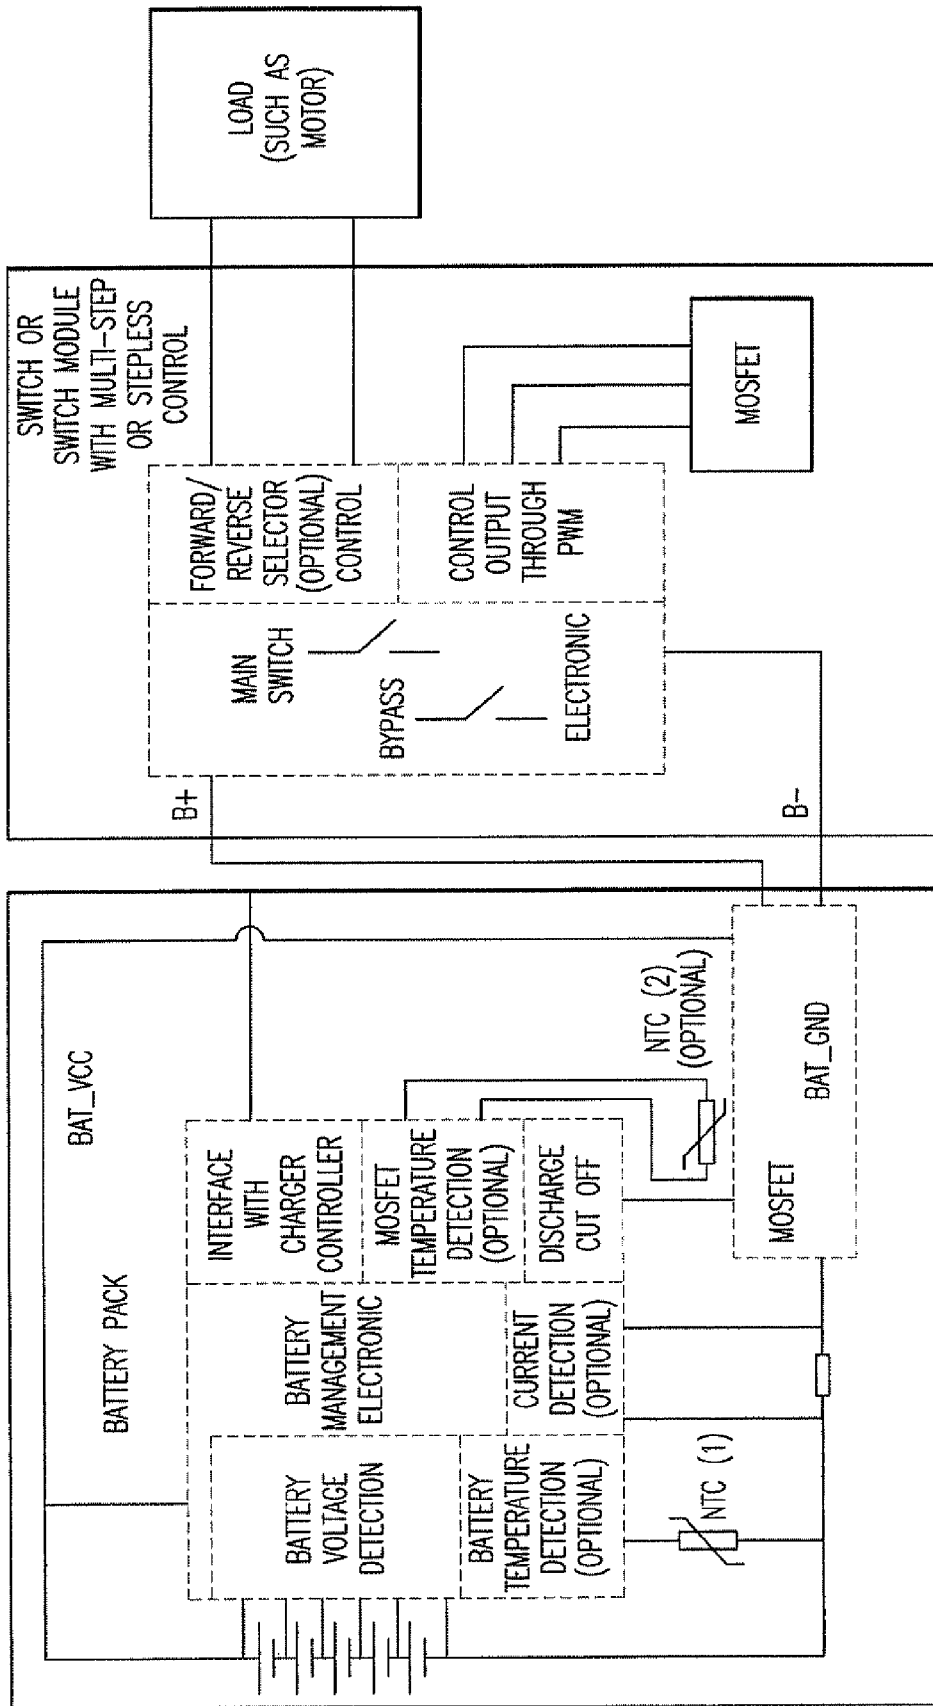 BATTERY PACK
BAT_VCC
BATTERY
VOLTAGE
DETECTION
BATTERY
TEMPERATURE
DETECTION
(OPTIONAL)
BATTERY
MANAGEMENT
ELECTRONIC
CURRENT
DETECTION
(OPTIONAL)
INTERFACE
WITH
CHARGER
CONTROLLER
MOSFET
TEMPERATURE
DETECTION
(OPTIONAL)
DISCHARGE
CUT OFF
NTC (1)
NTC (2)
(OPTIONAL)
MOSFET
BAT_GND
B+
B-
SWITCH OR
SWITCH MODULE
WITH MULTI-STEP
OR STEPLESS
CONTROL
MAIN
SWITCH
BYPASS
ELECTRONIC
FORWARD/
REVERSE
SELECTOR
(OPTIONAL)
CONTROL
CONTROL
OUTPUT
THROUGH
PWM
MOSFET
LOAD
(SUCH AS
MOTOR)